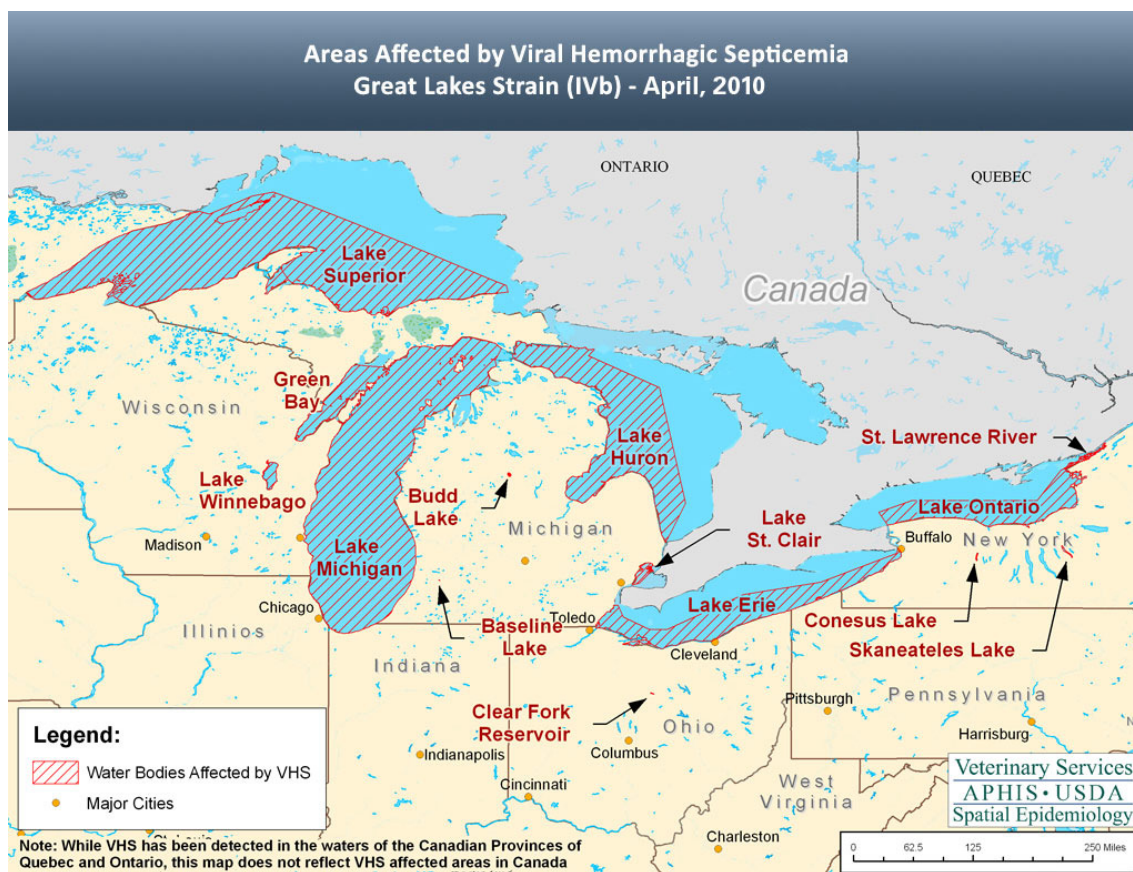 Areas Affected by Viral Hemorrhagic Septicemia
Great Lakes Strain (IVb) - April, 2010
ONTARIO
QUEBEC
Canada
Lake
Superior
Green
Bay
Wisconsin
Lake
Huron
St. Lawrence River
Lake
Winnebago
Budd
Lake
Michigan
Lake
St. Clair
Lake Ontario
Buffalo
New York
Madison
Lake
Michigan
Chicago
Illinios
Baseline
Lake
Toledo
Lake Erie
Cleveland
Conesus Lake
Skaneateles Lake
Indiana
Clear Fork
Reservoir
Ohio
Columbus
Pittsburgh
Pennsylvania
Harrisburg
Indianapolis
Cincinnati
West
Virginia
Charleston
Legend:
Water Bodies Affected by VHS
Major Cities
Note: While VHS has been detected in the waters of the Canadian Provinces of
Quebec and Ontario, this map does not reflect VHS affected areas in Canada
Veterinary Services
APHIS • USDA
Spatial Epidemiology
0 62.5 125 250 Miles